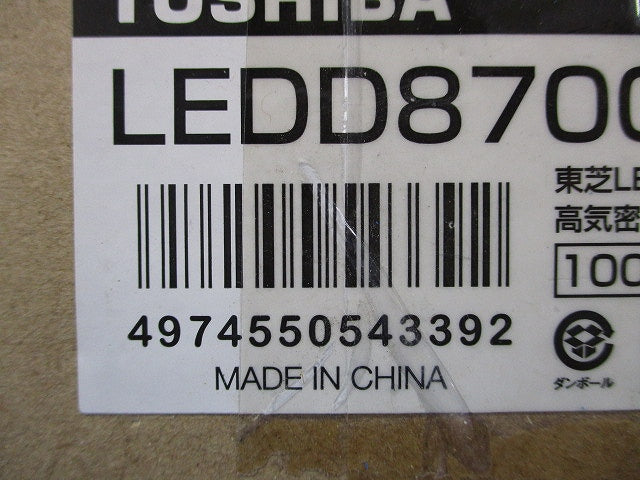 TOSHIBA
LEDD8700
東芝LE
高気密
100
4974550543392
MADE IN CHINA
ダンボール